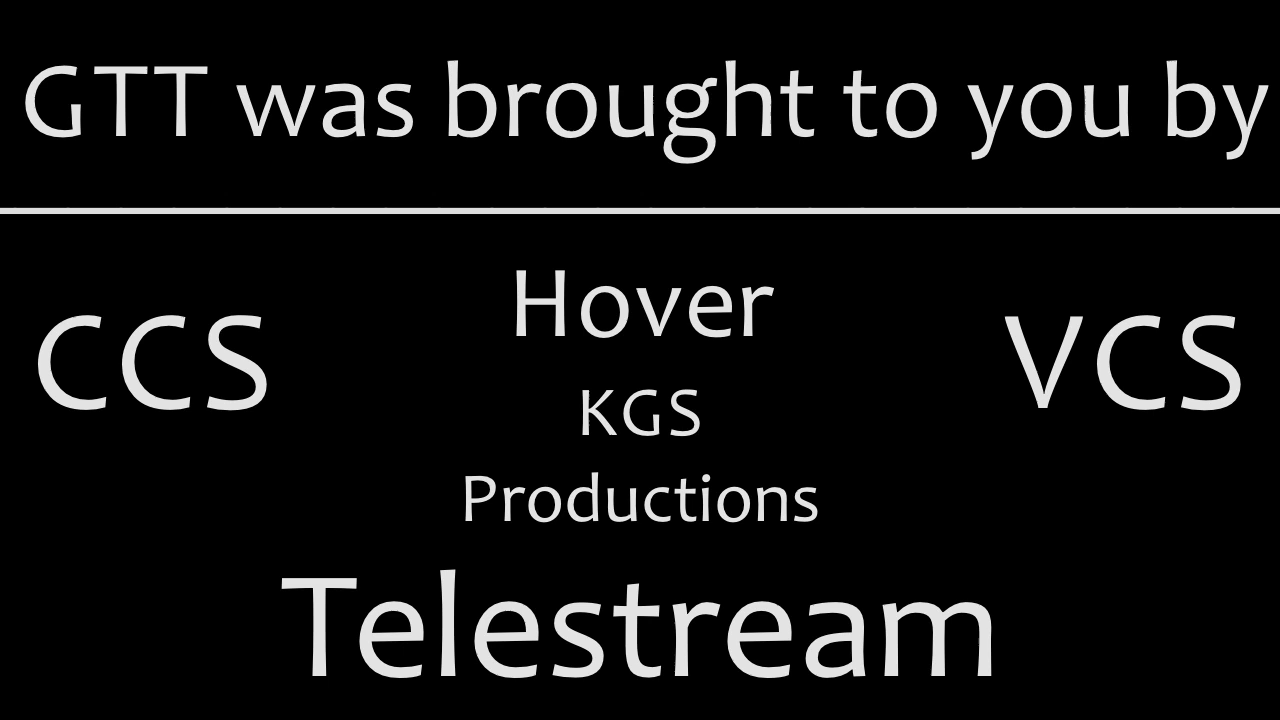 GTT was brought to you by
CCS
Hover
KGS
Productions
VCS
Telestream